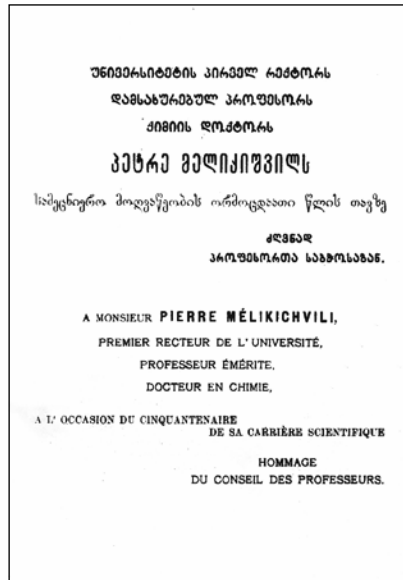 უნივერსიტეტის პირველ რექტორს
დამსახურებულ პროფესორს
ქიმიის დოქტორს
პეტრე მელიქიშვილს
სამეცნიერო მოღვაწეობის ორმოცდაათი წლის თავზე
ძღვნად
პროფესორთა საბჭოსაგან.
A MONSIEUR PIERRE MÉLIKICHVILI,
PREMIER RECTEUR DE L' UNIVERSITÉ,
PROFESSEUR ÉMÉRITE,
DOCTEUR EN CHIMIE,
A L' OCCASION DU CINQUANTENAIRE
DE SA CARRIÈRE SCIENTIFIQUE
HOMMAGE
DU CONSEIL DES PROFESSEURS.